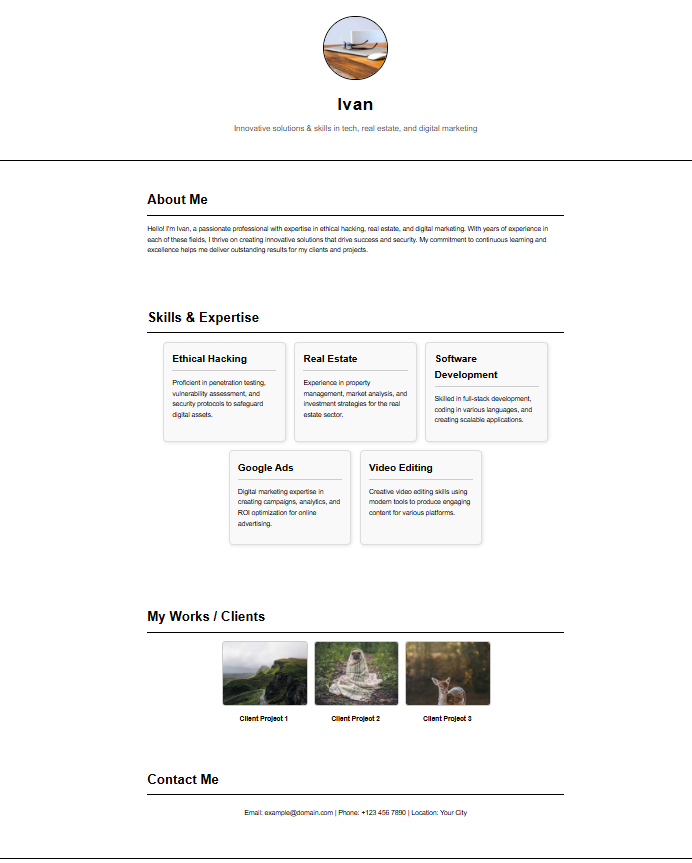 Ivan
Innovative solutions & skills in tech, real estate, and digital marketing
About Me
Hello! I'm Ivan, a passionate professional with expertise in ethical hacking, real estate, and digital marketing. With years of experience in
each of these fields, I thrive on creating innovative solutions that drive success and security. My commitment to continuous learning and
excellence helps me deliver outstanding results for my clients and projects.
Skills & Expertise
Ethical Hacking
Proficient in penetration testing,
vulnerability assessment, and
security protocols to safeguard
digital assets.
Real Estate
Experience in property
management, market analysis, and
investment strategies for the real
estate sector.
Software
Development
Skilled in full-stack development,
coding in various languages, and
creating scalable applications.
Google Ads
Digital marketing expertise in
creating campaigns, analytics, and
ROI optimization for online
advertising.
Video Editing
Creative video editing skills using
modern tools to produce engaging
content for various platforms.
My Works / Clients
Client Project 1
Client Project 2
Client Project 3
Contact Me
Email: example@domain.com | Phone: +123 456 7890 | Location: Your City